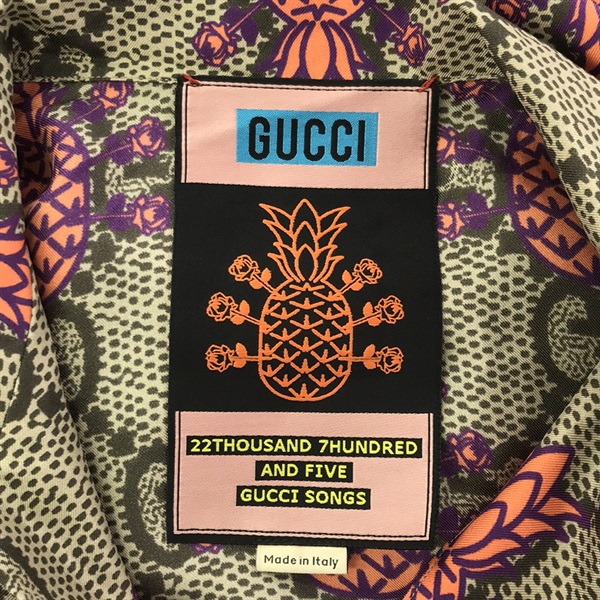 GUCCI
22THOUSAND 7HUNDRED
AND FIVE
GUCCI SONGS
Made in Italy